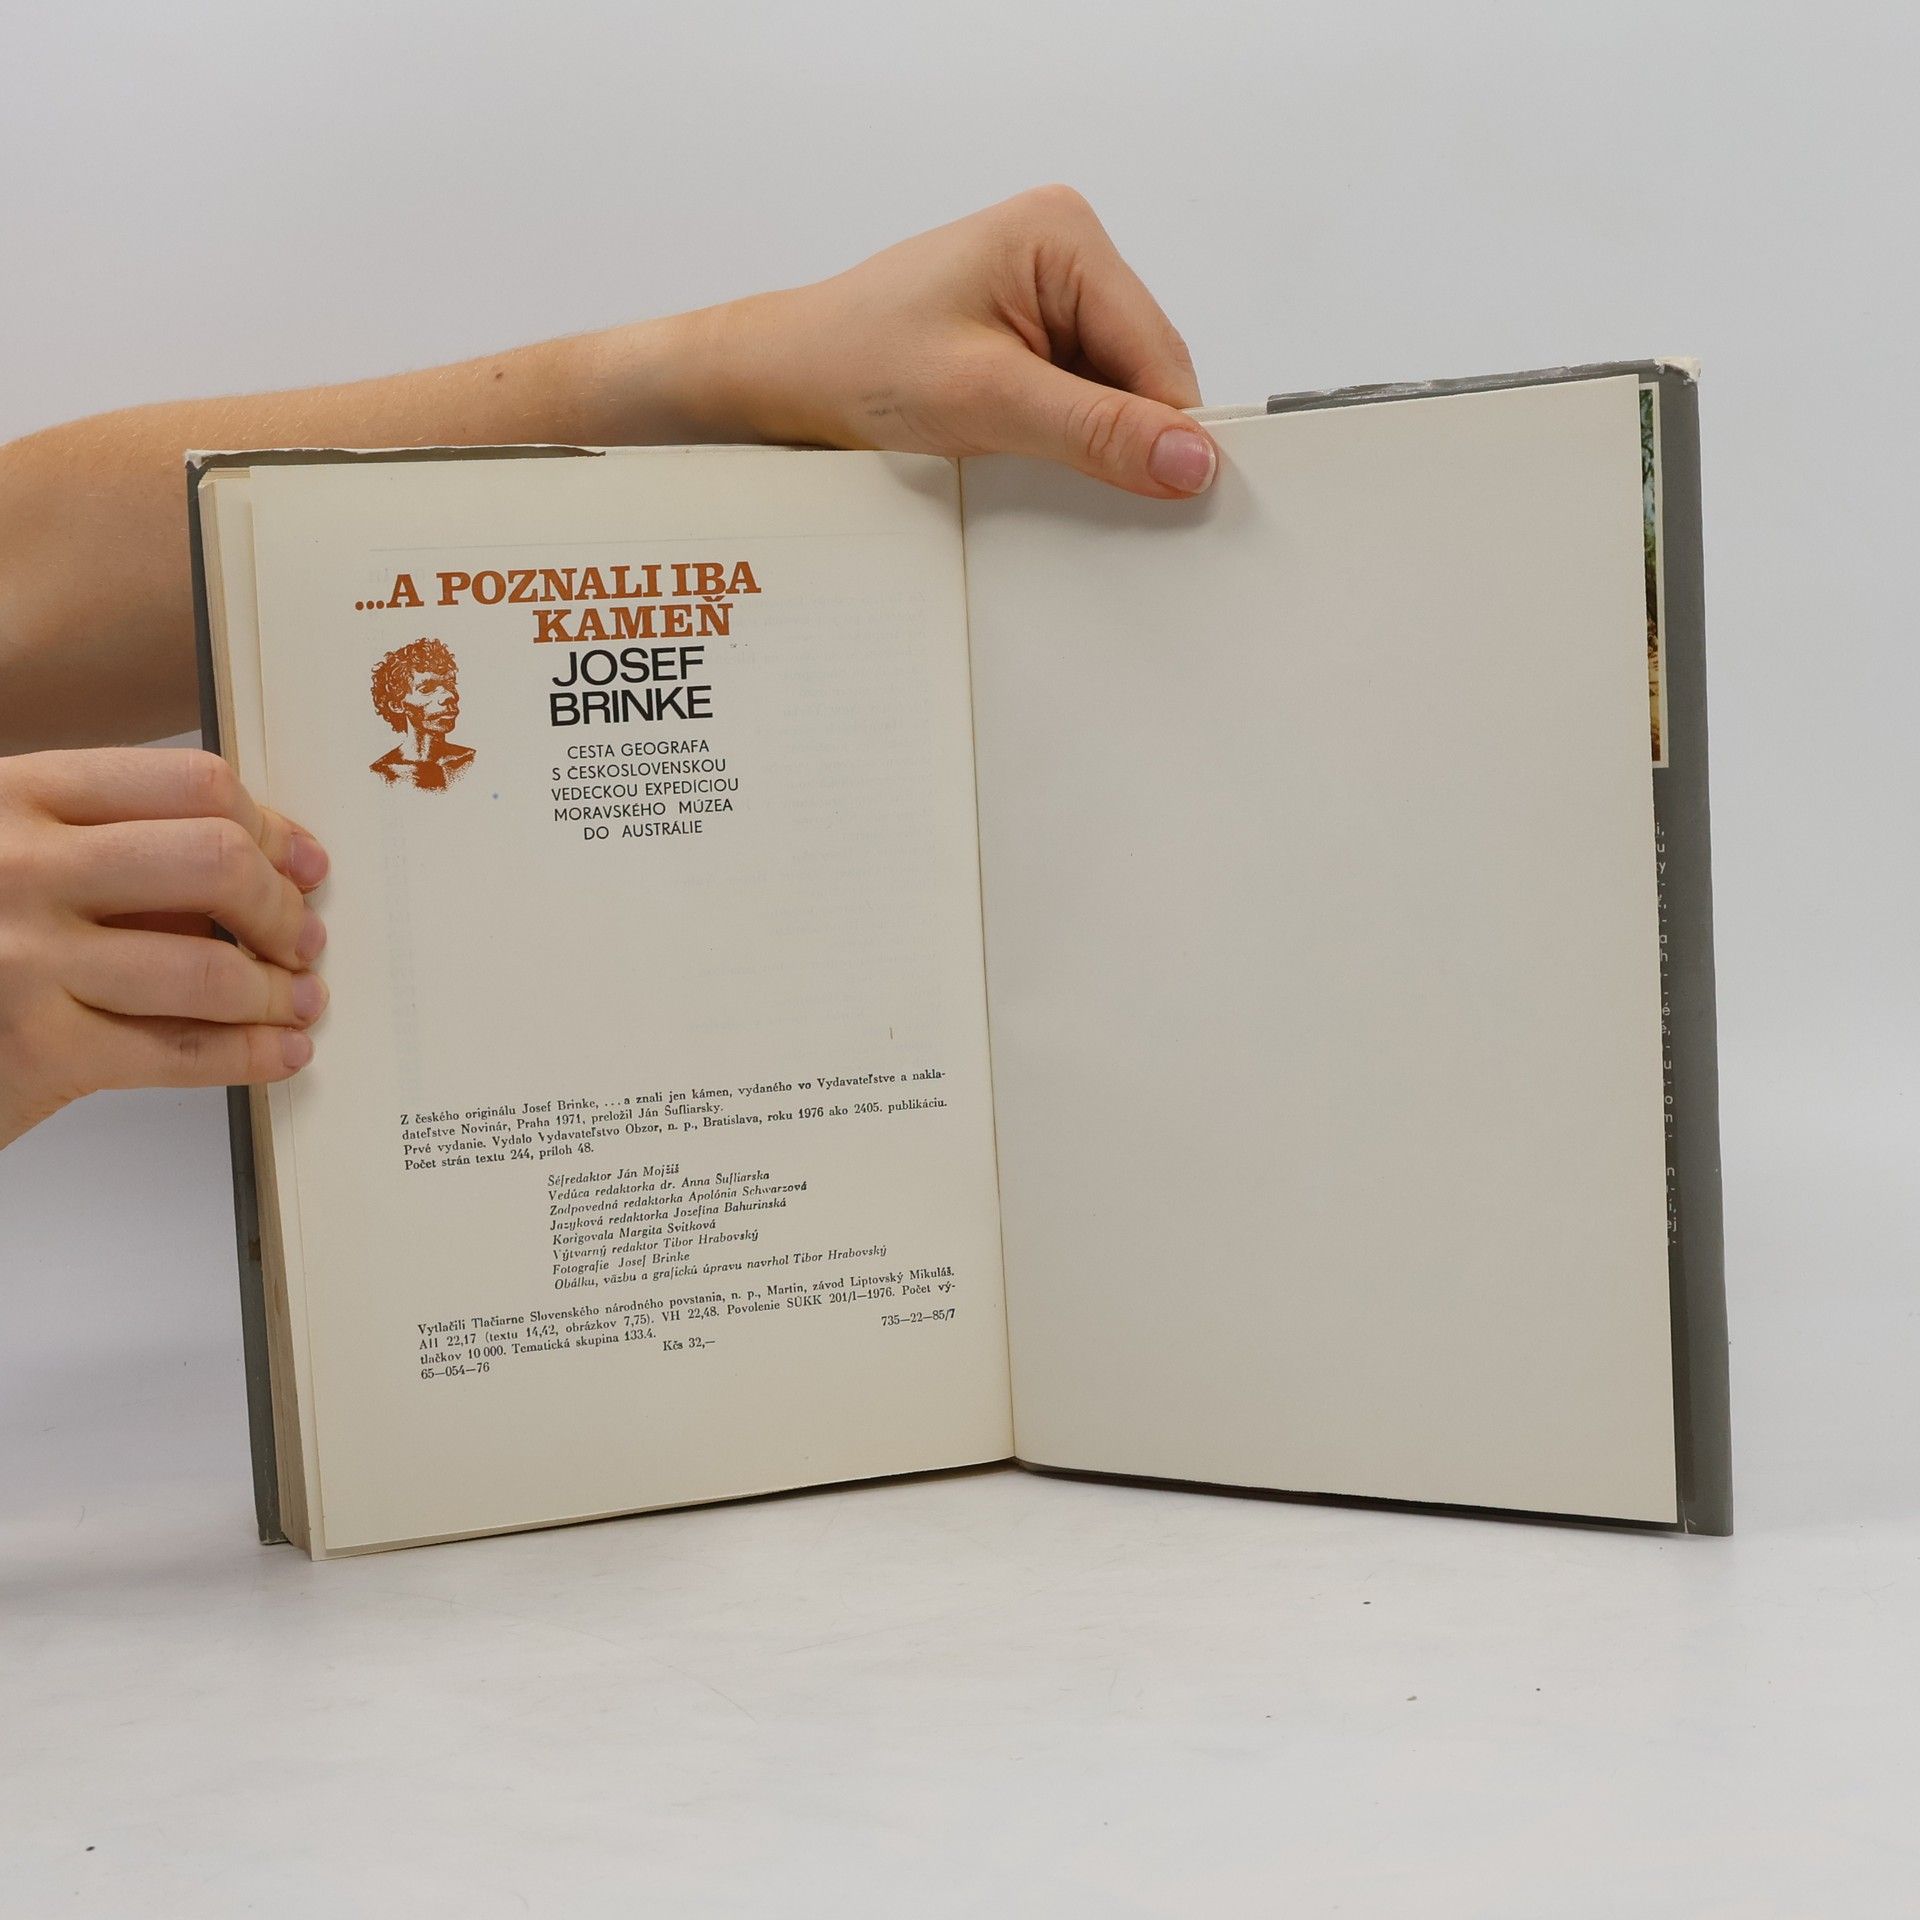 ...A POZNALI IBA
KAMEŇ
JOSEF
BRINKE
CESTA GEOGRAFA
S ČESKOSLOVENSKOU
VEDECKOU EXPEDÍCIOU
MORAVSKÉHO MÚZEA
DO AUSTRÁLIE
Z českého originálu Josef Brinke, ...a znali jen kámen, vydaného vo Vydavateľstve a nakla-
dateľstve Novinár, Praha 1971, preložil Ján Šufliarsky.
Prvé vydanie. Vydalo Vydavateľstvo Obzor, n. p., Bratislava, roku 1976 ako 2405. publikáciu.
Počet strán textu 244, príloh 48.
Šéfredaktor Ján Mojžiš
Vedúca redaktorka dr. Anna Šufliarska
Zodpovedná redaktorka Apolónia Schwarzová
Jazyková redaktorka Jozefína Bahurinská
Korigovala Margita Svitková
Výtvarný redaktor Tibor Hrabovský
Fotografie Josef Brinke
Obálku, väzbu a grafickú úpravu navrhol Tibor Hrabovský
Vytlačili Tlačiarne Slovenského národného povstania, n. p., Martin, závod Liptovský Mikuláš.
AH 22,17 (textu 14,42, obrázkov 7,75). VH 22,48. Povolenie SÚKK 201/I—1976. Počet vý-
tlačkov 10 000. Tematická skupina 133.4.
735—22—85/7
Kčs 32,—
65—054—76